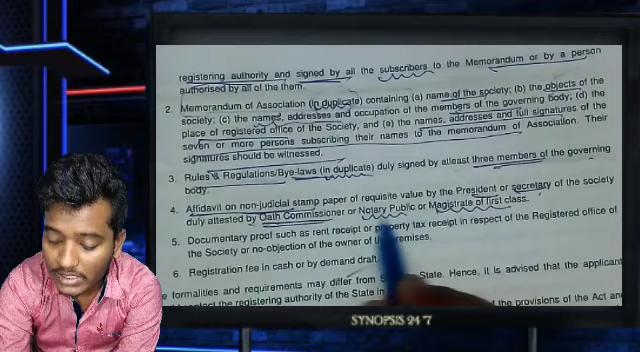 registering authority and signed by all the subscribers to the Memorandum or by a person
authorised by all of them.
2. Memorandum of Association (in duplicate) containing (a) name of the society; (b) the objects of the
society; (c) the names, addresses and occupation of the members of the governing body; (d) the
place of registered office of the Society, and (e) the names, addresses and full signatures of the
seven or more persons subscribing their names to the memorandum of Association. Their
signatures should be witnessed.
3. Rules & Regulations/Bye-laws (in duplicate) duly signed by atleast three members of the governing
body.
4. Affidavit on non-judicial stamp paper of requisite value by the President or secretary of the society
duly attested by Oath Commissioner or Notary Public or Magistrate of first class.
5. Documentary proof such as rent receipt or property tax receipt in respect of the Registered office of
the Society or no-objection of the owner of the premises.
6. Registration fee in cash or by demand draft.
formalities and requirements may differ from State. Hence, it is advised that the applicant
the registering authority of the State in the provisions of the Act and
SYNOPSIS 24 7